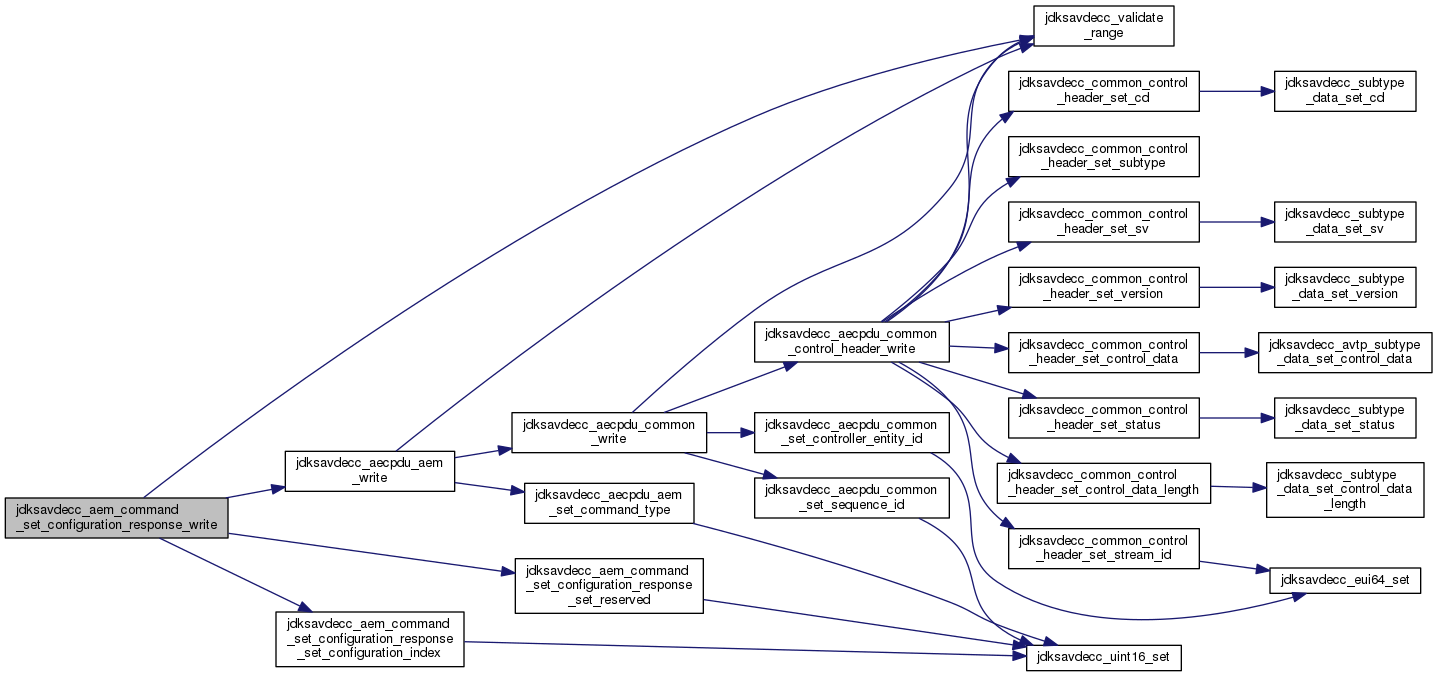 jdksavdecc_aem_command
_set_configuration_response_write
jdksavdecc_aecpdu_aem
_write
jdksavdecc_aem_command
_set_configuration_response
_set_configuration_index
jdksavdecc_aecpdu_common
_write
jdksavdecc_aecpdu_aem
_set_command_type
jdksavdecc_aem_command
_set_configuration_response
_set_reserved
jdksavdecc_aecpdu_common
_control_header_write
jdksavdecc_aecpdu_common
_set_controller_entity_id
jdksavdecc_aecpdu_common
_set_sequence_id
jdksavdecc_validate
_range
jdksavdecc_common_control
_header_set_cd
jdksavdecc_common_control
_header_set_subtype
jdksavdecc_common_control
_header_set_sv
jdksavdecc_common_control
_header_set_version
jdksavdecc_common_control
_header_set_control_data
jdksavdecc_common_control
_header_set_status
jdksavdecc_common_control
_header_set_control_data_length
jdksavdecc_common_control
_header_set_stream_id
jdksavdecc_uint16_set
jdksavdecc_subtype
_data_set_cd
jdksavdecc_subtype
_data_set_sv
jdksavdecc_subtype
_data_set_version
jdksavdecc_avtp_subtype
_data_set_control_data
jdksavdecc_subtype
_data_set_status
jdksavdecc_subtype
_data_set_control_data
_length
jdksavdecc_eui64_set